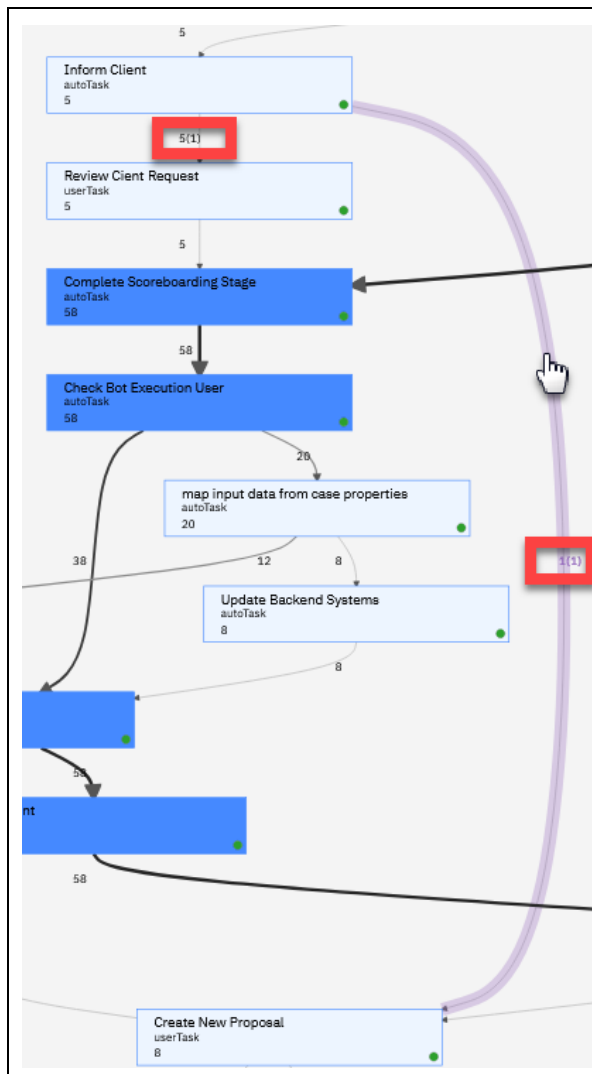 5
Inform Client
autoTask
5
5(1)
Review Cient Request
userTask
5
5
Complete Scoreboarding Stage
autoTask
58
58
Check Bot Execution User
autoTask
58
20
map input data from case properties
autoTask
20
38
12
8
1(1)
Update Backend Systems
autoTask
8
8
58
nt
58
Create New Proposal
userTask
8